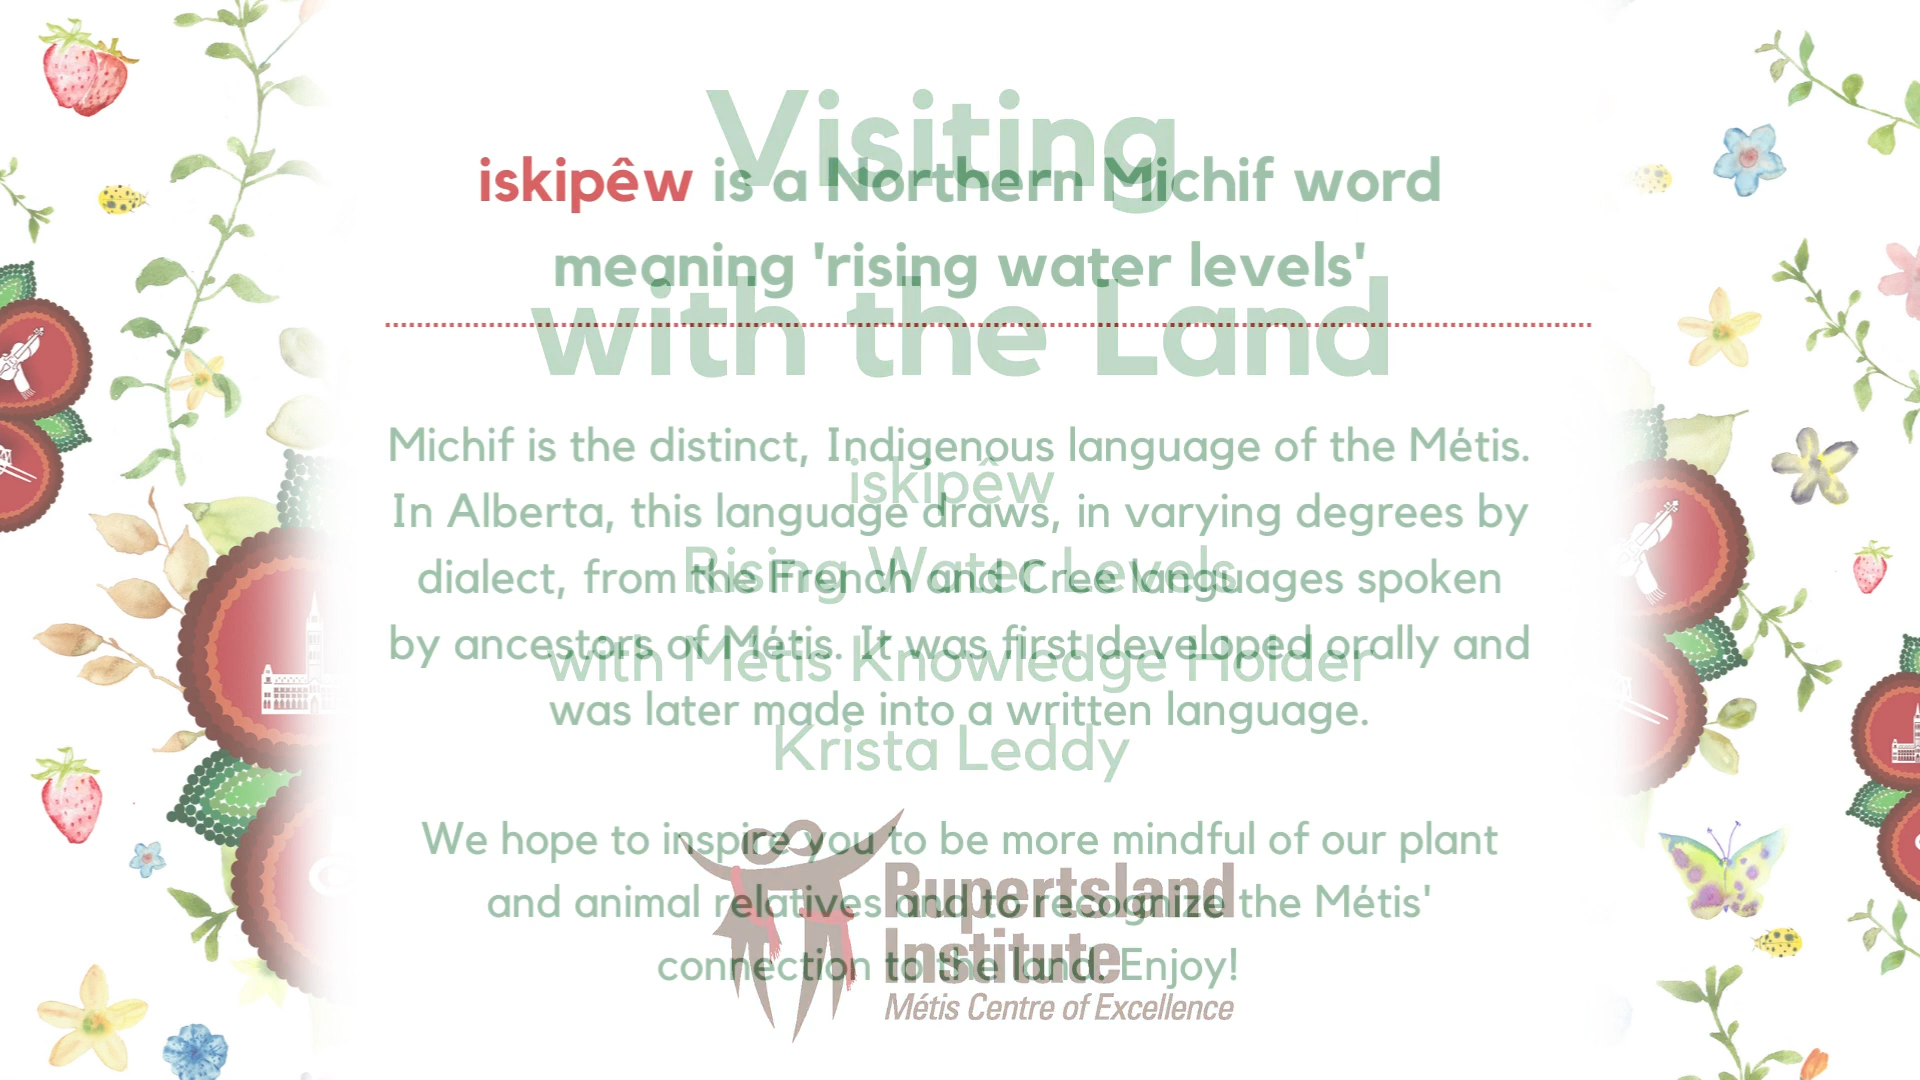 Visiting
with the Land
iskipêw
Rising Water Levels
with Métis Knowledge Holder
Krista Leddy
Rupertsland
Institute
Métis Centre of Excellence
iskipêw is a Northern Michif word
meaning 'rising water levels'
Michif is the distinct, Indigenous language of the Métis.
In Alberta, this language draws, in varying degrees by
dialect, from the French and Cree languages spoken
by ancestors of Métis. It was first developed orally and
was later made into a written language.
We hope to inspire you to be more mindful of our plant
and animal relatives and to recognize the Métis'
connection to the land. Enjoy!